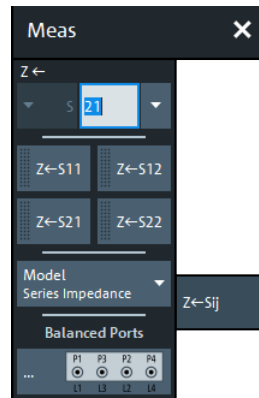 Meas
Z←
S 21
Z←S11 Z←S12
Z←S21 Z←S22
Model
Series Impedance
Z←Sij
Balanced Ports
P1 P3 P2 P4
...
L1 L3 L2 L4